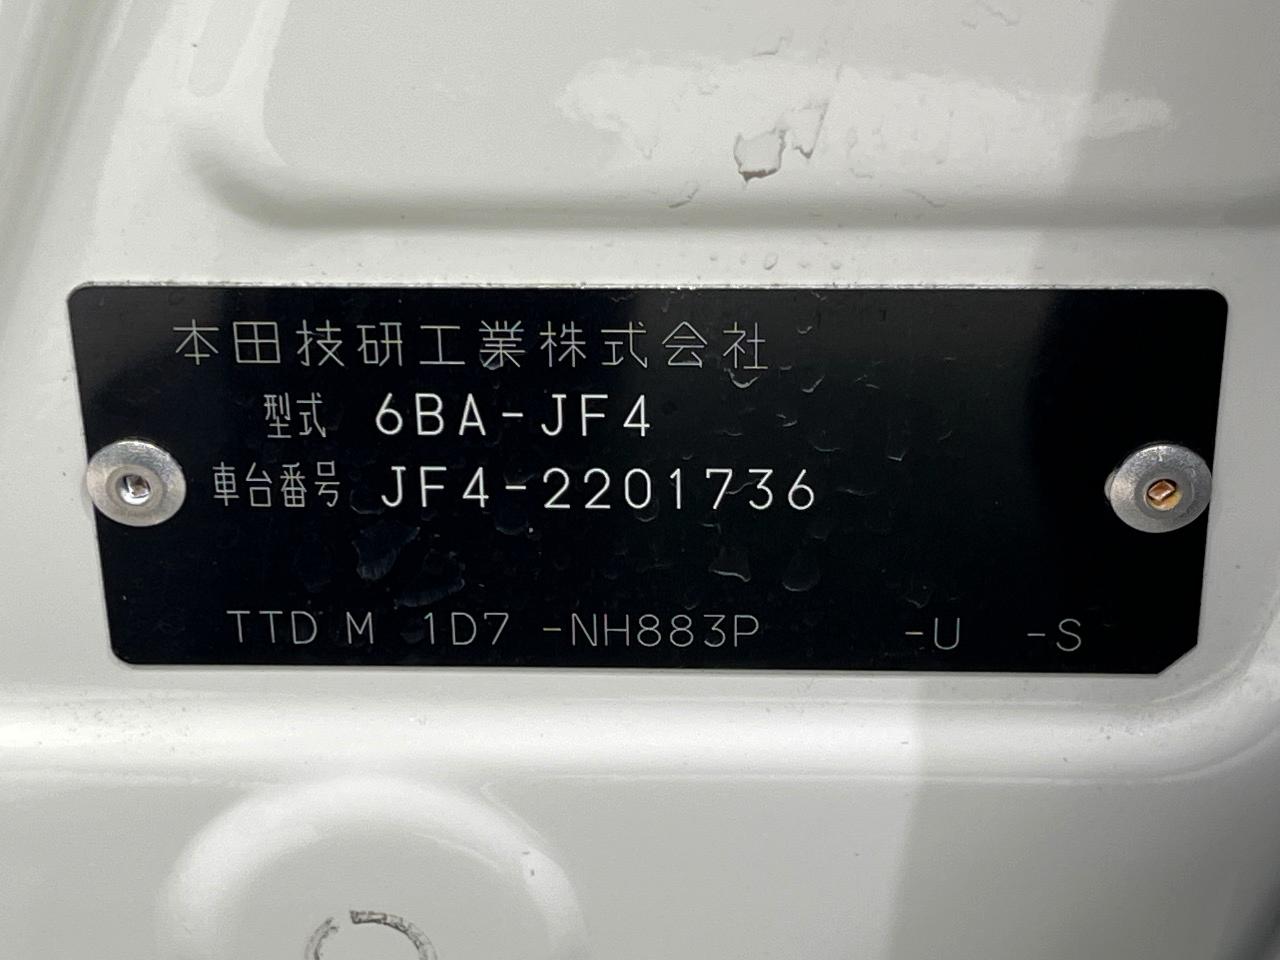 本田技研工業株式会社
型式 6BA-JF4
車台番号 JF4-2201736
TTD M 1D7 -NH883P -U -S